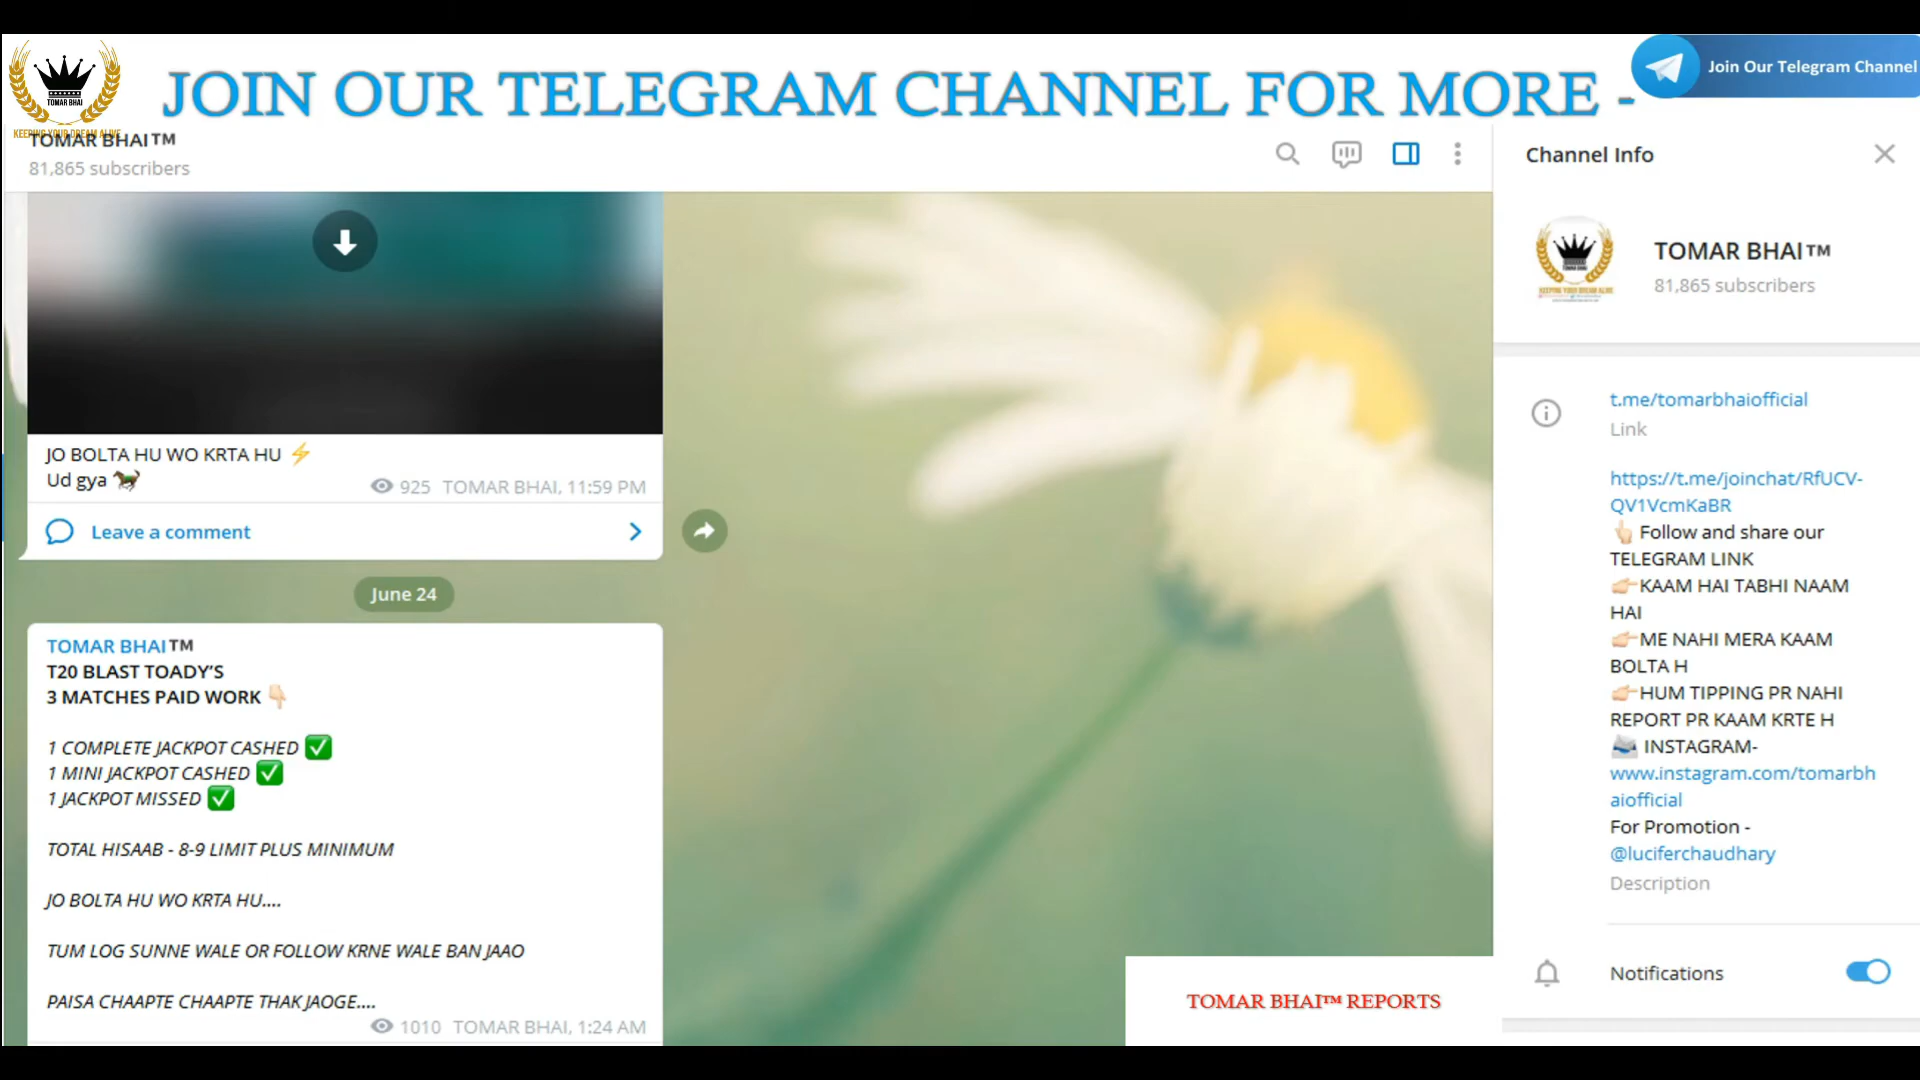 JOIN OUR TELEGRAM CHANNEL FOR MORE -
Join Our Telegram Channel
TOMAR BHAI
KEEPING YOUR DREAM ALIVE
TOMAR BHAI™
81,865 subscribers
Channel Info
TOMAR BHAI™
81,865 subscribers
JO BOLTA HU WO KRTA HU ⚡
Ud gya 🐎
925 TOMAR BHAI, 11:59 PM
Leave a comment
June 24
TOMAR BHAI™
T20 BLAST TOADY'S
3 MATCHES PAID WORK 👇🏻
1 COMPLETE JACKPOT CASHED ✅
1 MINI JACKPOT CASHED ✅
1 JACKPOT MISSED ✅
TOTAL HISAAB - 8-9 LIMIT PLUS MINIMUM
JO BOLTA HU WO KRTA HU....
TUM LOG SUNNE WALE OR FOLLOW KRNE WALE BAN JAAO
PAISA CHAAPTE CHAAPTE THAK JAOGE....
1010 TOMAR BHAI, 1:24 AM
t.me/tomarbhaiofficial
Link
https://t.me/joinchat/RfUCV-
QV1VcmKaBR
👆🏻 Follow and share our
TELEGRAM LINK
👉🏻KAAM HAI TABHI NAAM
HAI
👉🏻ME NAHI MERA KAAM
BOLTA H
👉🏻HUM TIPPING PR NAHI
REPORT PR KAAM KRTE H
📨 INSTAGRAM-
www.instagram.com/tomarbh
aiofficial
For Promotion -
@luciferchaudhary
Description
Notifications
TOMAR BHAI™ REPORTS